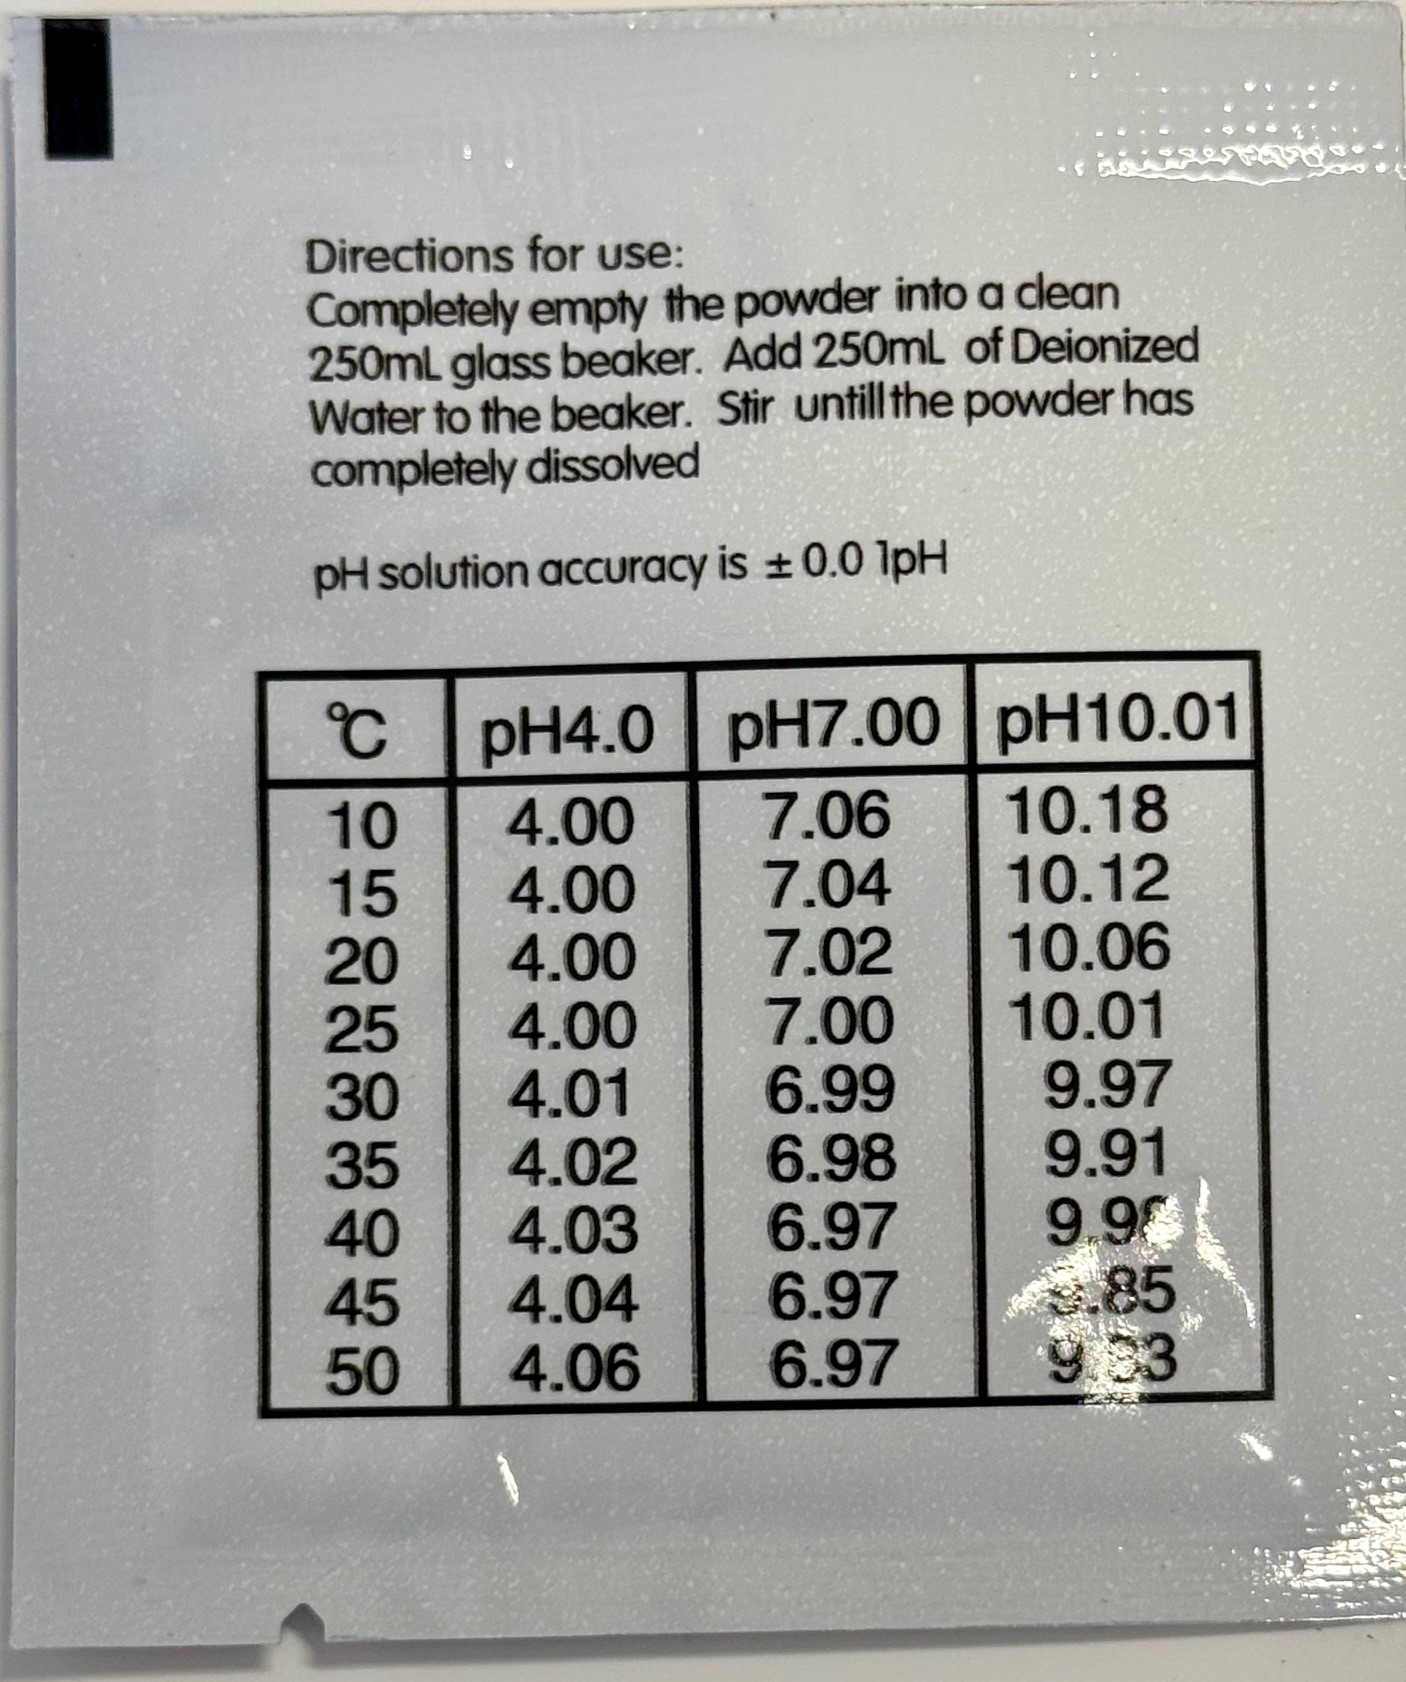 Directions for use:
Completely empty the powder into a clean
250mL glass beaker. Add 250mL of Deionized
Water to the beaker. Stir untill the powder has
completely dissolved
pH solution accuracy is ± 0.0 1pH
℃ pH4.0 pH7.00 pH10.01
10 4.00 7.06 10.18
15 4.00 7.04 10.12
20 4.00 7.02 10.06
25 4.00 7.00 10.01
30 4.01 6.99 9.97
35 4.02 6.98 9.91
40 4.03 6.97
45 4.04 6.97
50 4.06 6.97